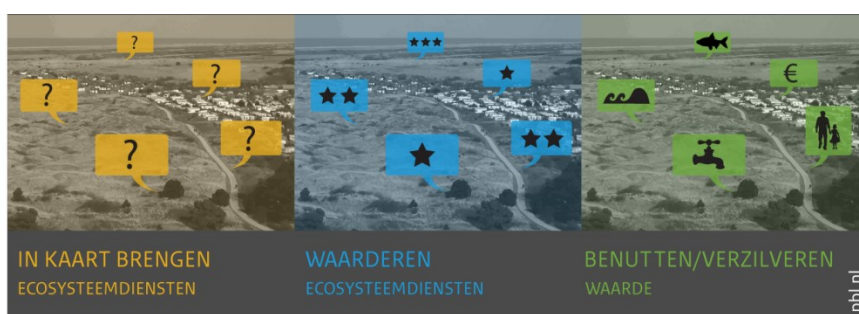 ?
?
?
?
?
€
IN KAART BRENGEN
ECOSYSTEEMDIENSTEN
WAARDEREN
ECOSYSTEEMDIENSTEN
BENUTTEN/VERZILVEREN
WAARDE
pbl.nl